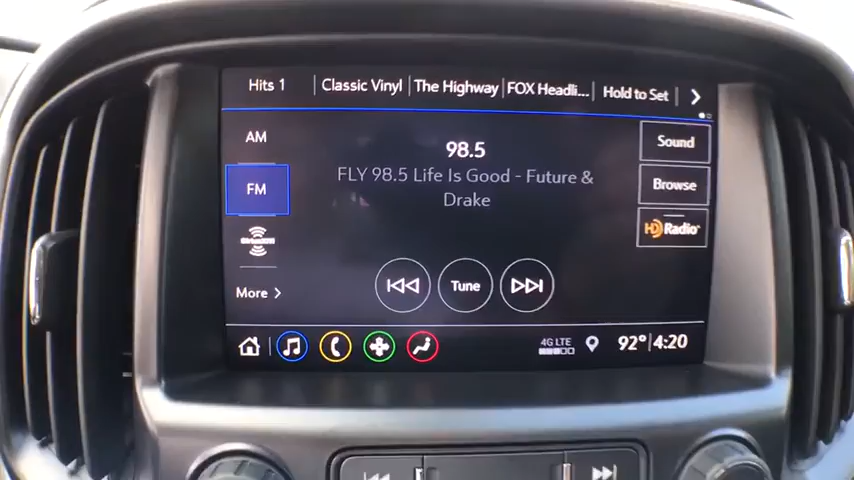 Hits 1
Classic Vinyl
The Highway
FOX Headli...
Hold to Set
AM
98.5
Sound
FM
FLY 98.5 Life Is Good - Future &
Drake
Browse
SiriusXM
HD Radio
More
Tune
4G LTE
92° 4:20